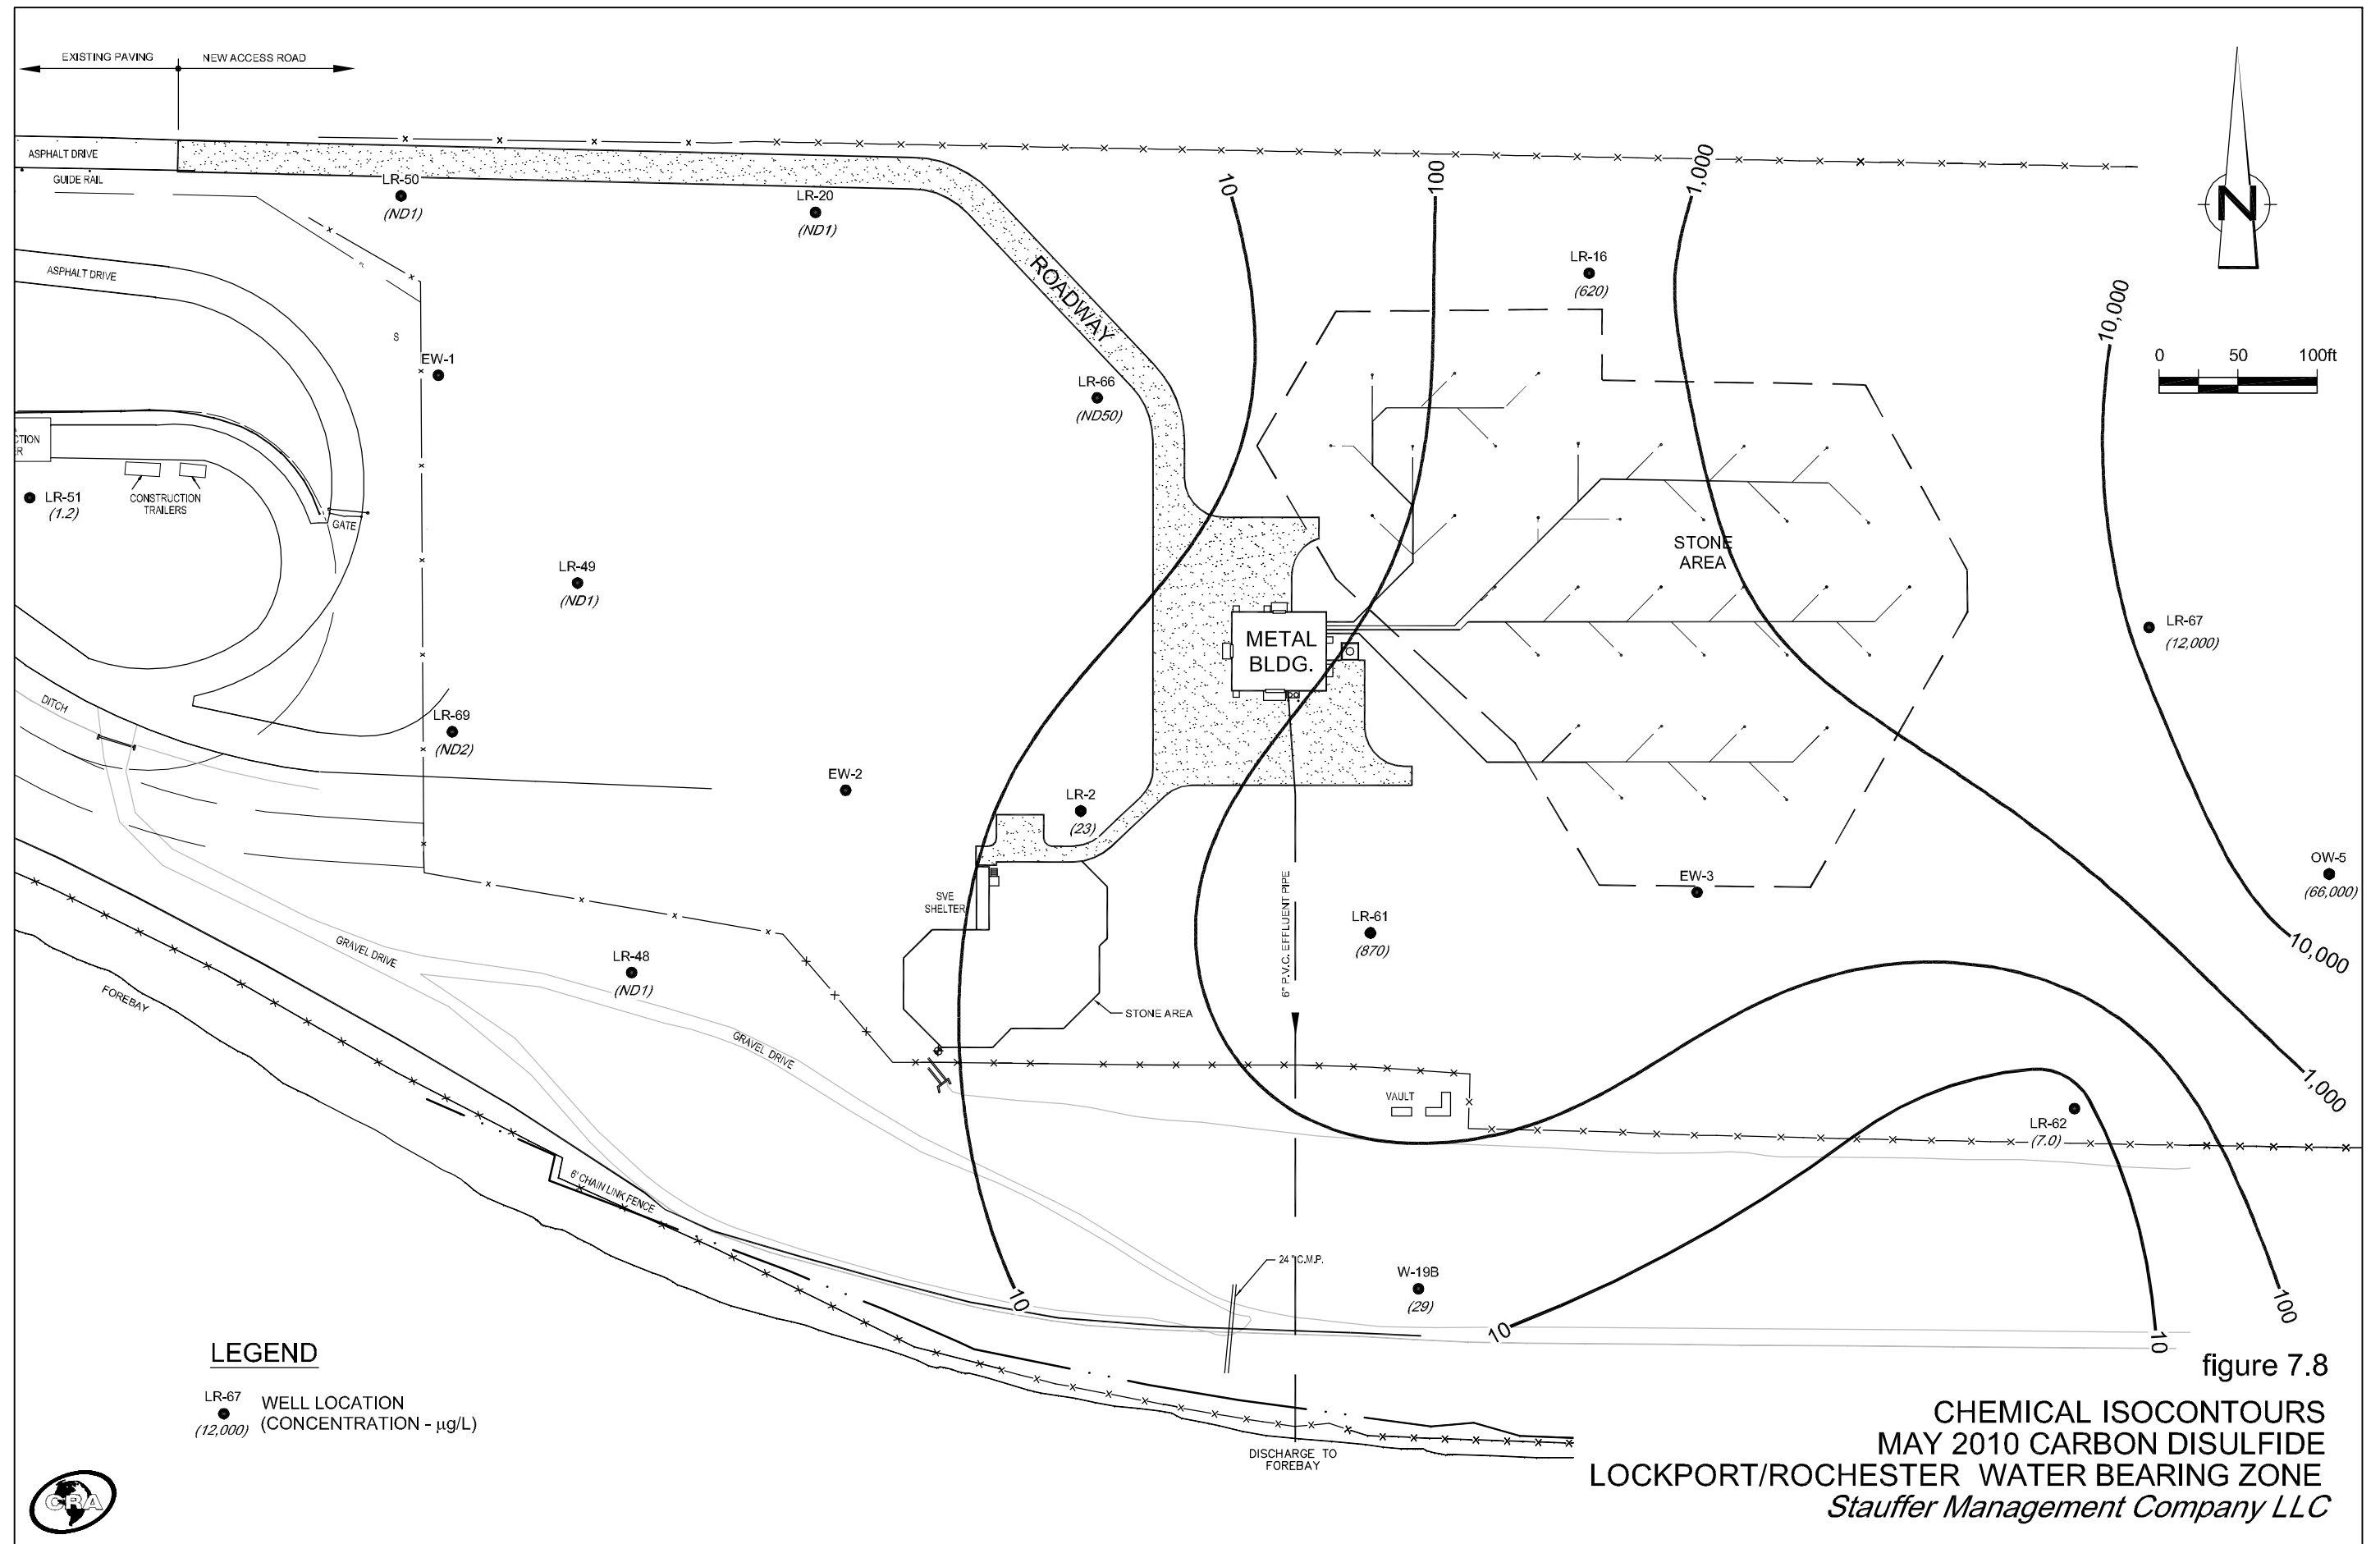 EXISTING PAVING
NEW ACCESS ROAD
ASPHALT DRIVE
GUIDE RAIL
LR-50
(ND1)
LR-20
(ND1)
10
100
1,000
N
ROADWAY
LR-16
(620)
ASPHALT DRIVE
S
EW-1
LR-66
(ND50)
10,000
0 50 100ft
CTION
ER
LR-51
(1.2)
CONSTRUCTION
TRAILERS
GATE
LR-49
(ND1)
STONE
AREA
METAL
BLDG.
LR-67
(12,000)
DITCH
LR-69
(ND2)
EW-2
LR-2
(23)
SVE
SHELTER
6" P.V.C. EFFLUENT PIPE
EW-3
OW-5
(66,000)
LR-61
(870)
10,000
GRAVEL DRIVE
LR-48
(ND1)
FOREBAY
STONE AREA
GRAVEL DRIVE
VAULT
1,000
LR-62
(7.0)
6' CHAIN LINK FENCE
24" C.M.P.
W-19B
(29)
10
10
100
10
DISCHARGE TO
FOREBAY
LEGEND
LR-67
(12,000)
WELL LOCATION
(CONCENTRATION - µg/L)
CRA
figure 7.8
CHEMICAL ISOCONTOURS
MAY 2010 CARBON DISULFIDE
LOCKPORT/ROCHESTER WATER BEARING ZONE
Stauffer Management Company LLC